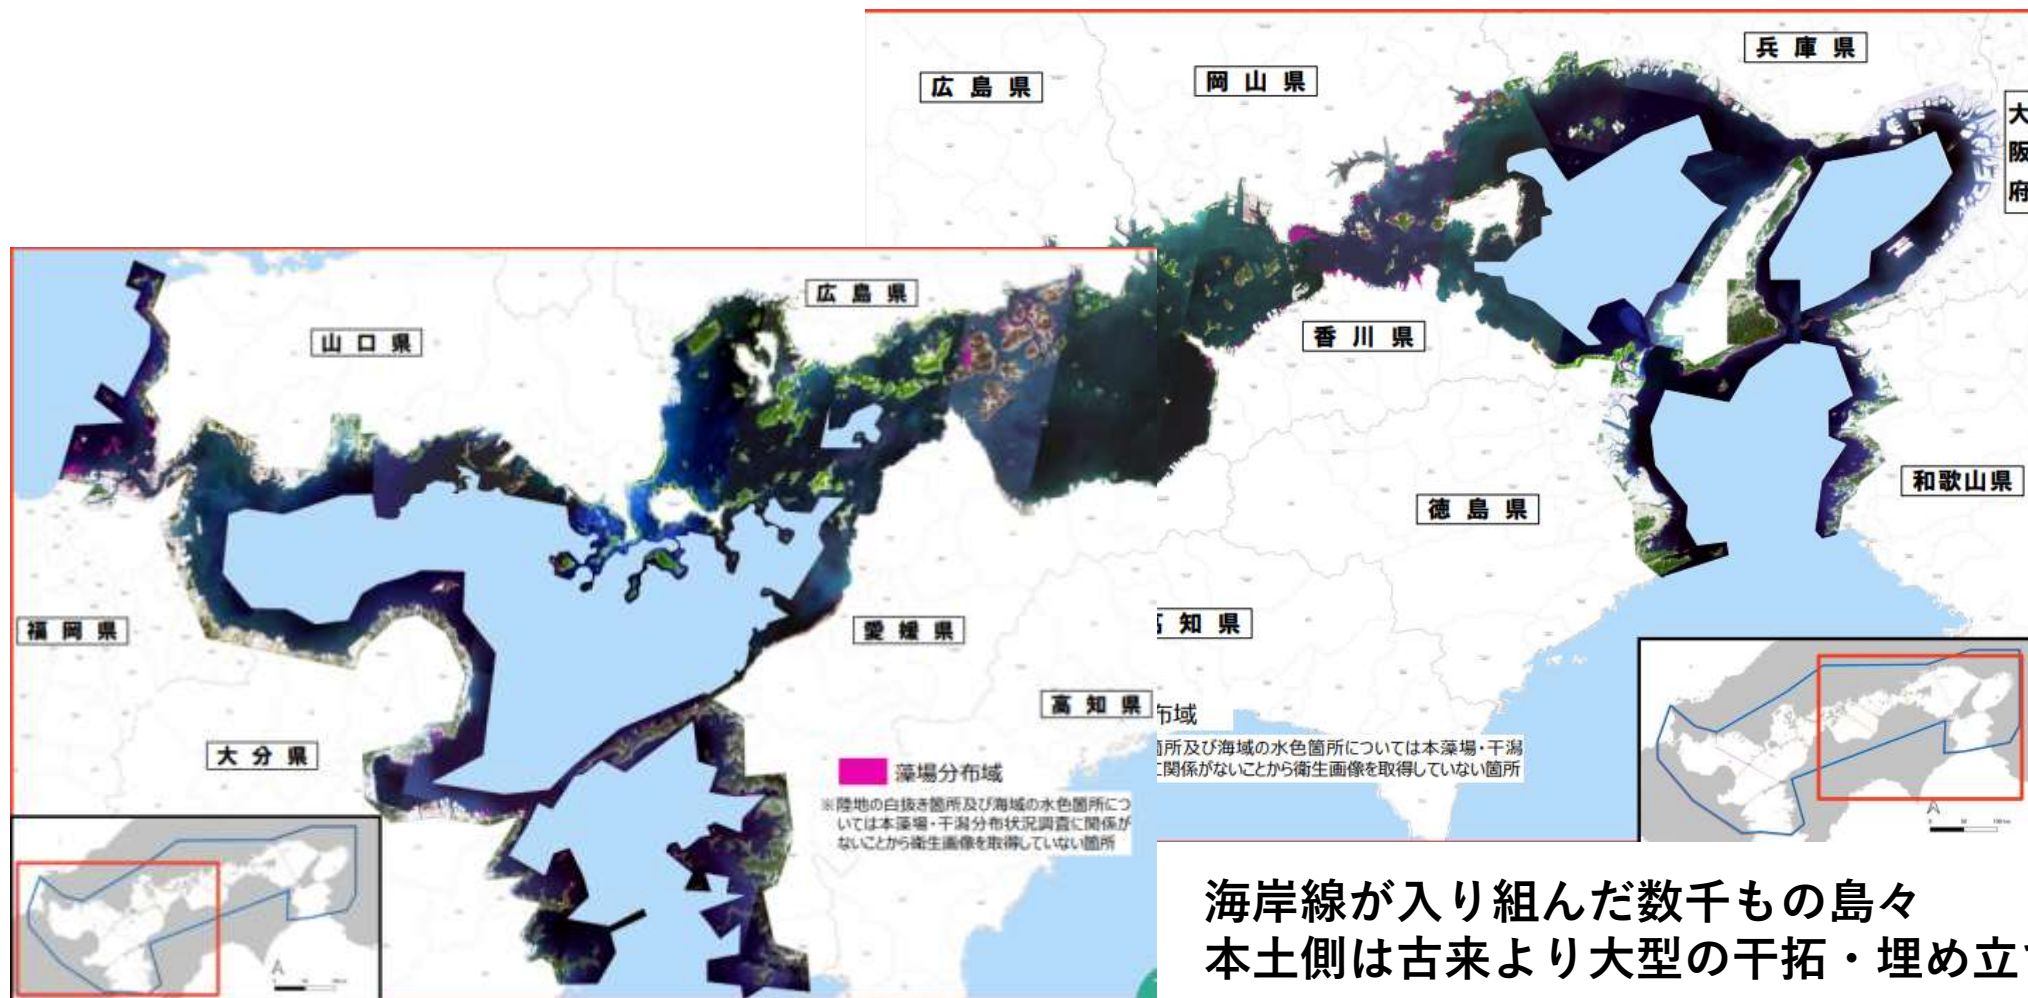 兵庫県
広島県
岡山県
大
阪
府
広島県
山口県
香川県
和歌山県
徳島県
福岡県
愛媛県
知県
高知県
大分県
藻場分布域
※陸地の白抜き箇所及び海域の水色箇所につ
いては本藻場・干潟分布状況調査に関係が
ないことから衛生画像を取得していない箇所
布域
箇所及び海域の水色箇所については本藻場・干潟
に関係がないことから衛生画像を取得していない箇所
海岸線が入り組んだ数千もの島々
本土側は古来より大型の干拓・埋め立て